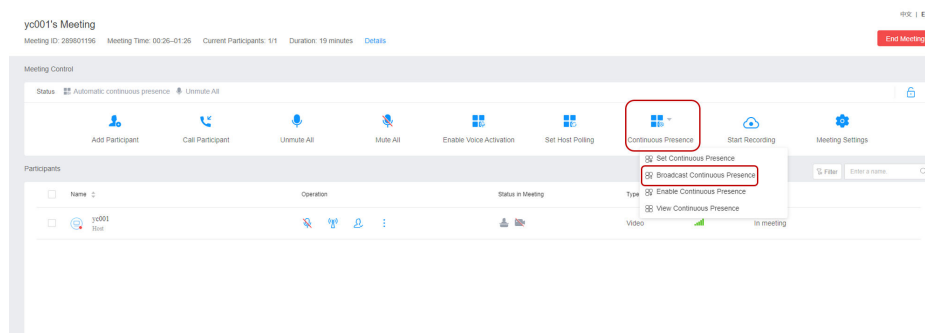 中文 | E
yc001's Meeting
Meeting ID: 289801196 Meeting Time: 00:26–01:26 Current Participants: 1/1 Duration: 19 minutes Details
End Meeting
Meeting Control
Status Automatic continuous presence Unmute All
Add Participant Call Participant Unmute All Mute All Enable Voice Activation Set Host Polling Continuous Presence Start Recording Meeting Settings
Set Continuous Presence
Broadcast Continuous Presence
Enable Continuous Presence
View Continuous Presence
Participants
Filter Enter a name.
Name Operation Status in Meeting Type
yc001
Host
Video In meeting